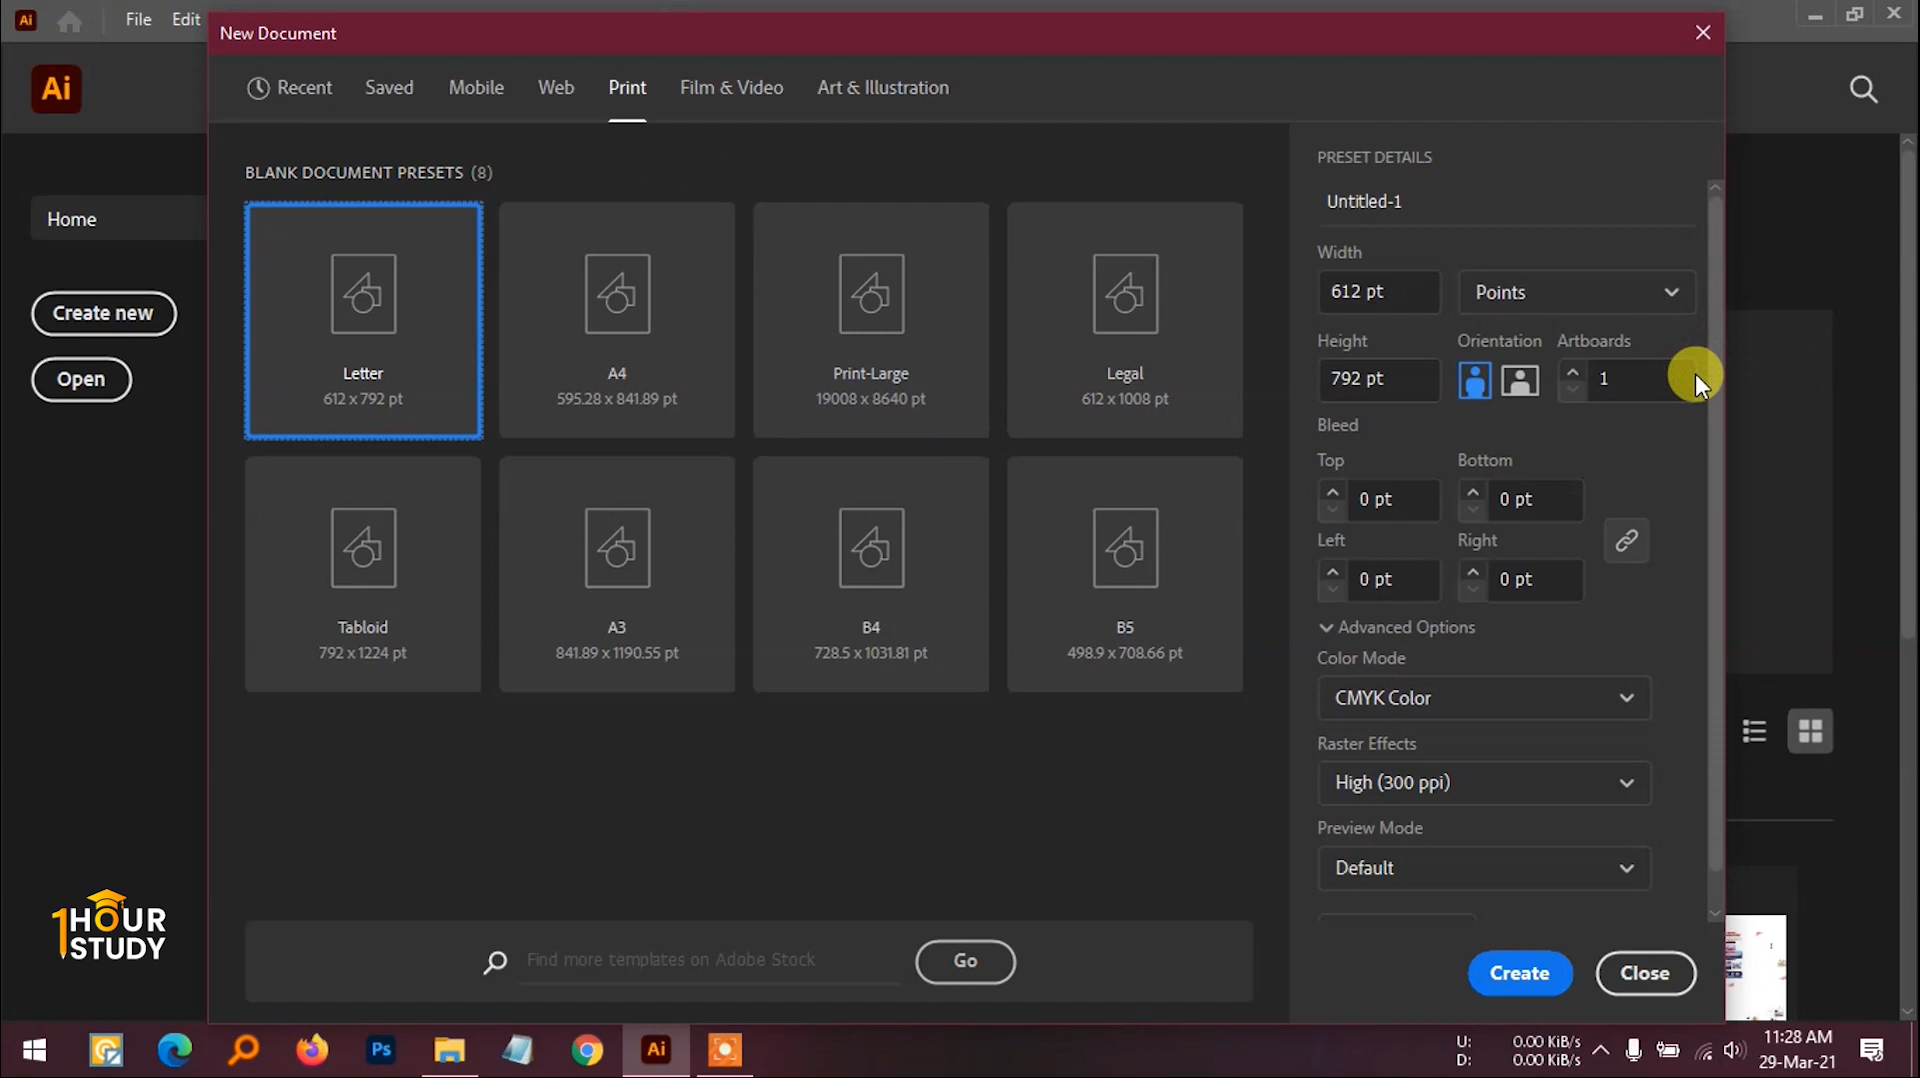 Ai
File
Edit
New Document
Ai
Recent
Saved
Mobile
Web
Print
Film & Video
Art & Illustration
Home
Create new
Open
BLANK DOCUMENT PRESETS (8)
Letter
612 x 792 pt
A4
595.28 x 841.89 pt
Print-Large
19008 x 8640 pt
Legal
612 x 1008 pt
Tabloid
792 x 1224 pt
A3
841.89 x 1190.55 pt
B4
728.5 x 1031.81 pt
B5
498.9 x 708.66 pt
Find more templates on Adobe Stock
Go
PRESET DETAILS
Untitled-1
Width
612 pt
Points
Height
Orientation
Artboards
792 pt
1
Bleed
Top
Bottom
0 pt
0 pt
Left
Right
0 pt
0 pt
Advanced Options
Color Mode
CMYK Color
Raster Effects
High (300 ppi)
Preview Mode
Default
Create
Close
1HOUR
STUDY
Ps
Ai
U: 0.00 KiB/s
D: 0.00 KiB/s
11:28 AM
29-Mar-21